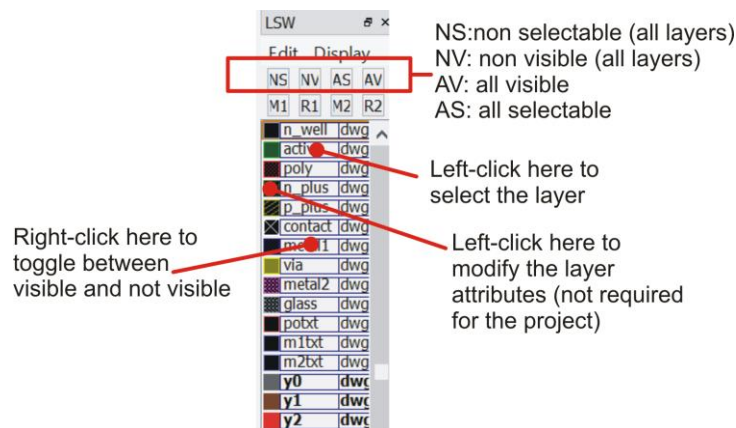 LSW
Edit Display
NS NV AS AV
M1 R1 M2 R2
n_well dwg
activ dwg
poly dwg
n_plus dwg
p_plus dwg
contact dwg
dwg
via dwg
metal2 dwg
glass dwg
potxt dwg
m1txt dwg
m2txt dwg
y0 dwg
y1 dwg
y2 dwg
NS:non selectable (all layers)
NV: non visible (all layers)
AV: all visible
AS: all selectable
Left-click here to
select the layer
Left-click here to
modify the layer
attributes (not required
for the project)
Right-click here to
toggle between
visible and not visible